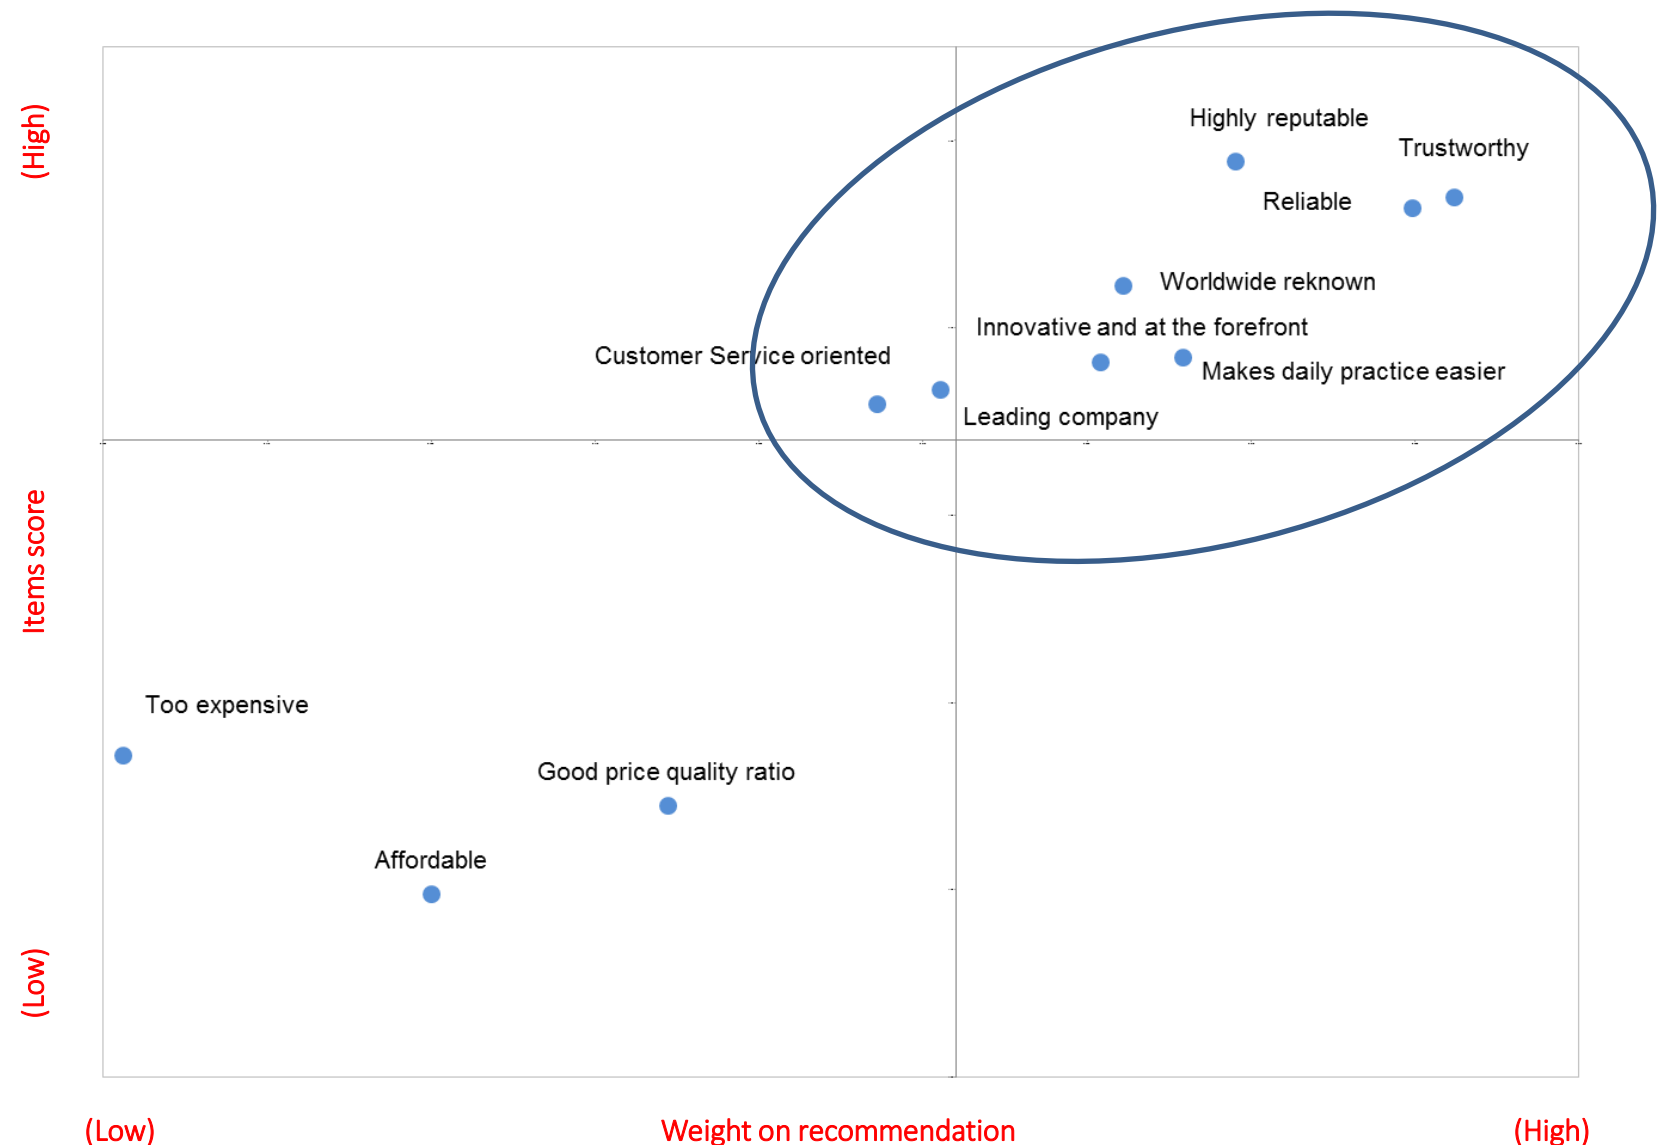 (High)
Highly reputable
Trustworthy
Reliable
Worldwide reknown
Innovative and at the forefront
Customer Service oriented
Makes daily practice easier
Leading company
Items score
Too expensive
Good price quality ratio
Affordable
(Low)
(Low)
Weight on recommendation
(High)